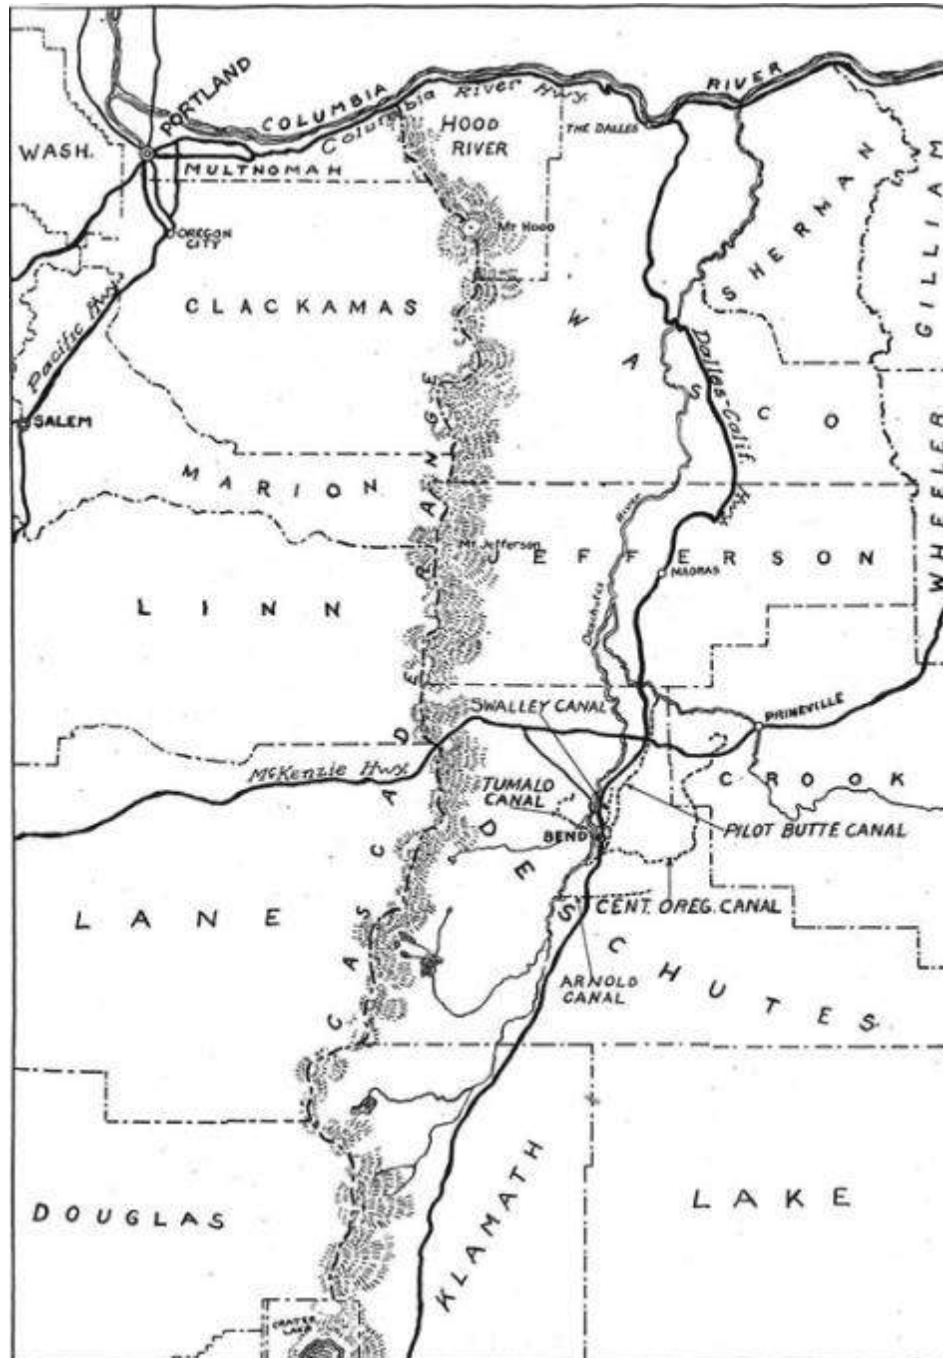 PORTLAND
COLUMBIA
RIVER
Columbia River Hwy.
HOOD
RIVER
THE DALLES
WASH.
MULTNOMAH
SHERMAN
GILLIAM
OREGON
CITY
Mt Hood
CLACKAMAS
Pacific Hwy.
WASCO
Dalles-Calif. Hwy
SALEM
MARION
CASCADE RANGE
WHEELER
River
Mt. Jefferson
JEFFERSON
MADRAS
LINN
Deschutes
SWALLEY CANAL
PRINEVILLE
McKenzie Hwy.
TUMALO
CANAL
CROOK
BEND
PILOT BUTTE CANAL
LANE
CENT. OREG. CANAL
DESCHUTES
ARNOLD
CANAL
KLAMATH
LAKE
DOUGLAS
CRATER
LAKE